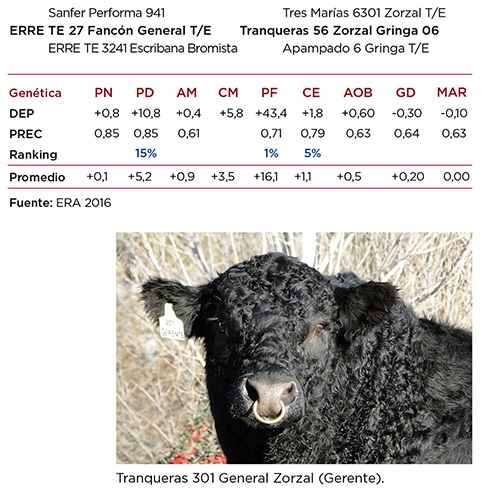 Sanfer Performa 941 Tres Marías 6301 Zorzal T/E
ERRE TE 27 Fancón General T/E Tranqueras 56 Zorzal Gringa 06
ERRE TE 3241 Escribana Bromista Apampado 6 Gringa T/E
Genética PN PD AM CM PF CE AOB GD MAR
DEP +0,8 +10,8 +0,4 +5,8 +43,4 +1,8 +0,60 -0,30 -0,10
PREC 0,85 0,85 0,61 0,71 0,79 0,63 0,64 0,63
Ranking 15% 1% 5%
Promedio +0,1 +5,2 +0,9 +3,5 +16,1 +1,1 +0,5 +0,20 0,00
Fuente: ERA 2016
301
GERENTE
Tranqueras 301 General Zorzal (Gerente).